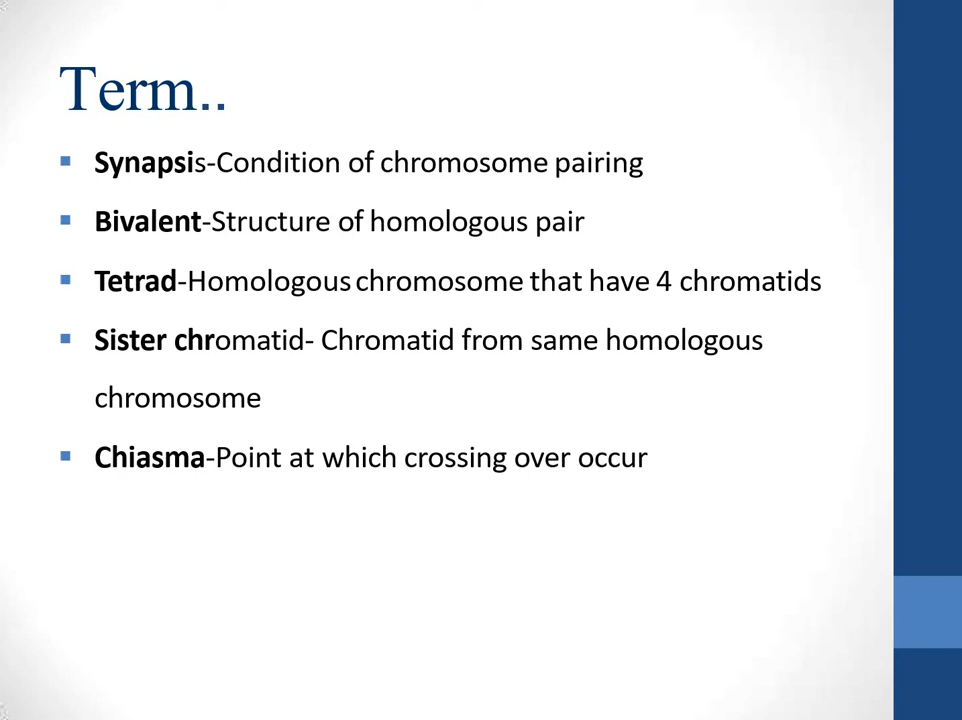 Term..
▪ Synapsis-Condition of chromosome pairing
▪ Bivalent-Structure of homologous pair
▪ Tetrad-Homologous chromosome that have 4 chromatids
▪ Sister chromatid- Chromatid from same homologous
chromosome
▪ Chiasma-Point at which crossing over occur